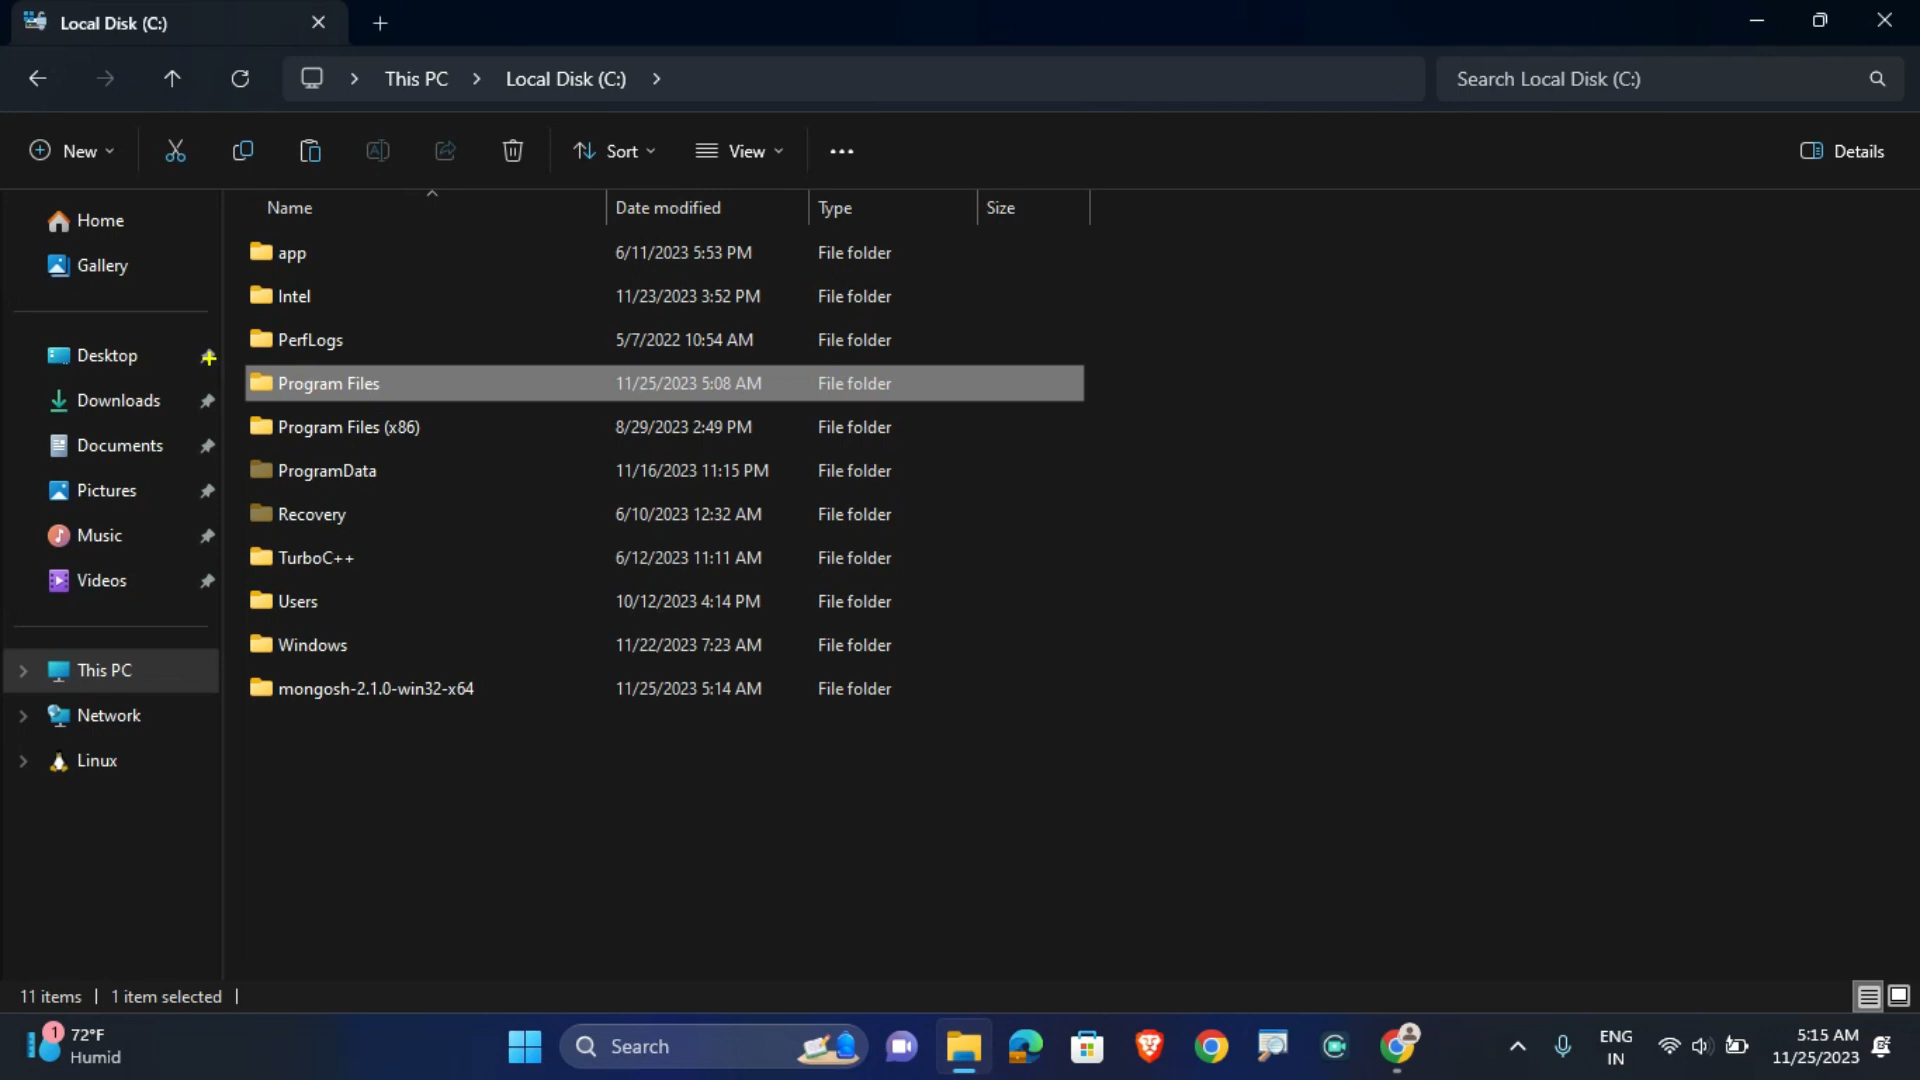 Local Disk (C:)
This PC
Local Disk (C:)
Search Local Disk (C:)
New
Sort
View
Details
Name Date modified Type Size
app 6/11/2023 5:53 PM File folder
Intel 11/23/2023 3:52 PM File folder
PerfLogs 5/7/2022 10:54 AM File folder
Program Files 11/25/2023 5:08 AM File folder
Program Files (x86) 8/29/2023 2:49 PM File folder
ProgramData 11/16/2023 11:15 PM File folder
Recovery 6/10/2023 12:32 AM File folder
TurboC++ 6/12/2023 11:11 AM File folder
Users 10/12/2023 4:14 PM File folder
Windows 11/22/2023 7:23 AM File folder
mongosh-2.1.0-win32-x64 11/25/2023 5:14 AM File folder
Home
Gallery
Desktop
Downloads
Documents
Pictures
Music
Videos
This PC
Network
Linux
11 items | 1 item selected |
1
72°F
Humid
Search
ENG
IN
5:15 AM
11/25/2023